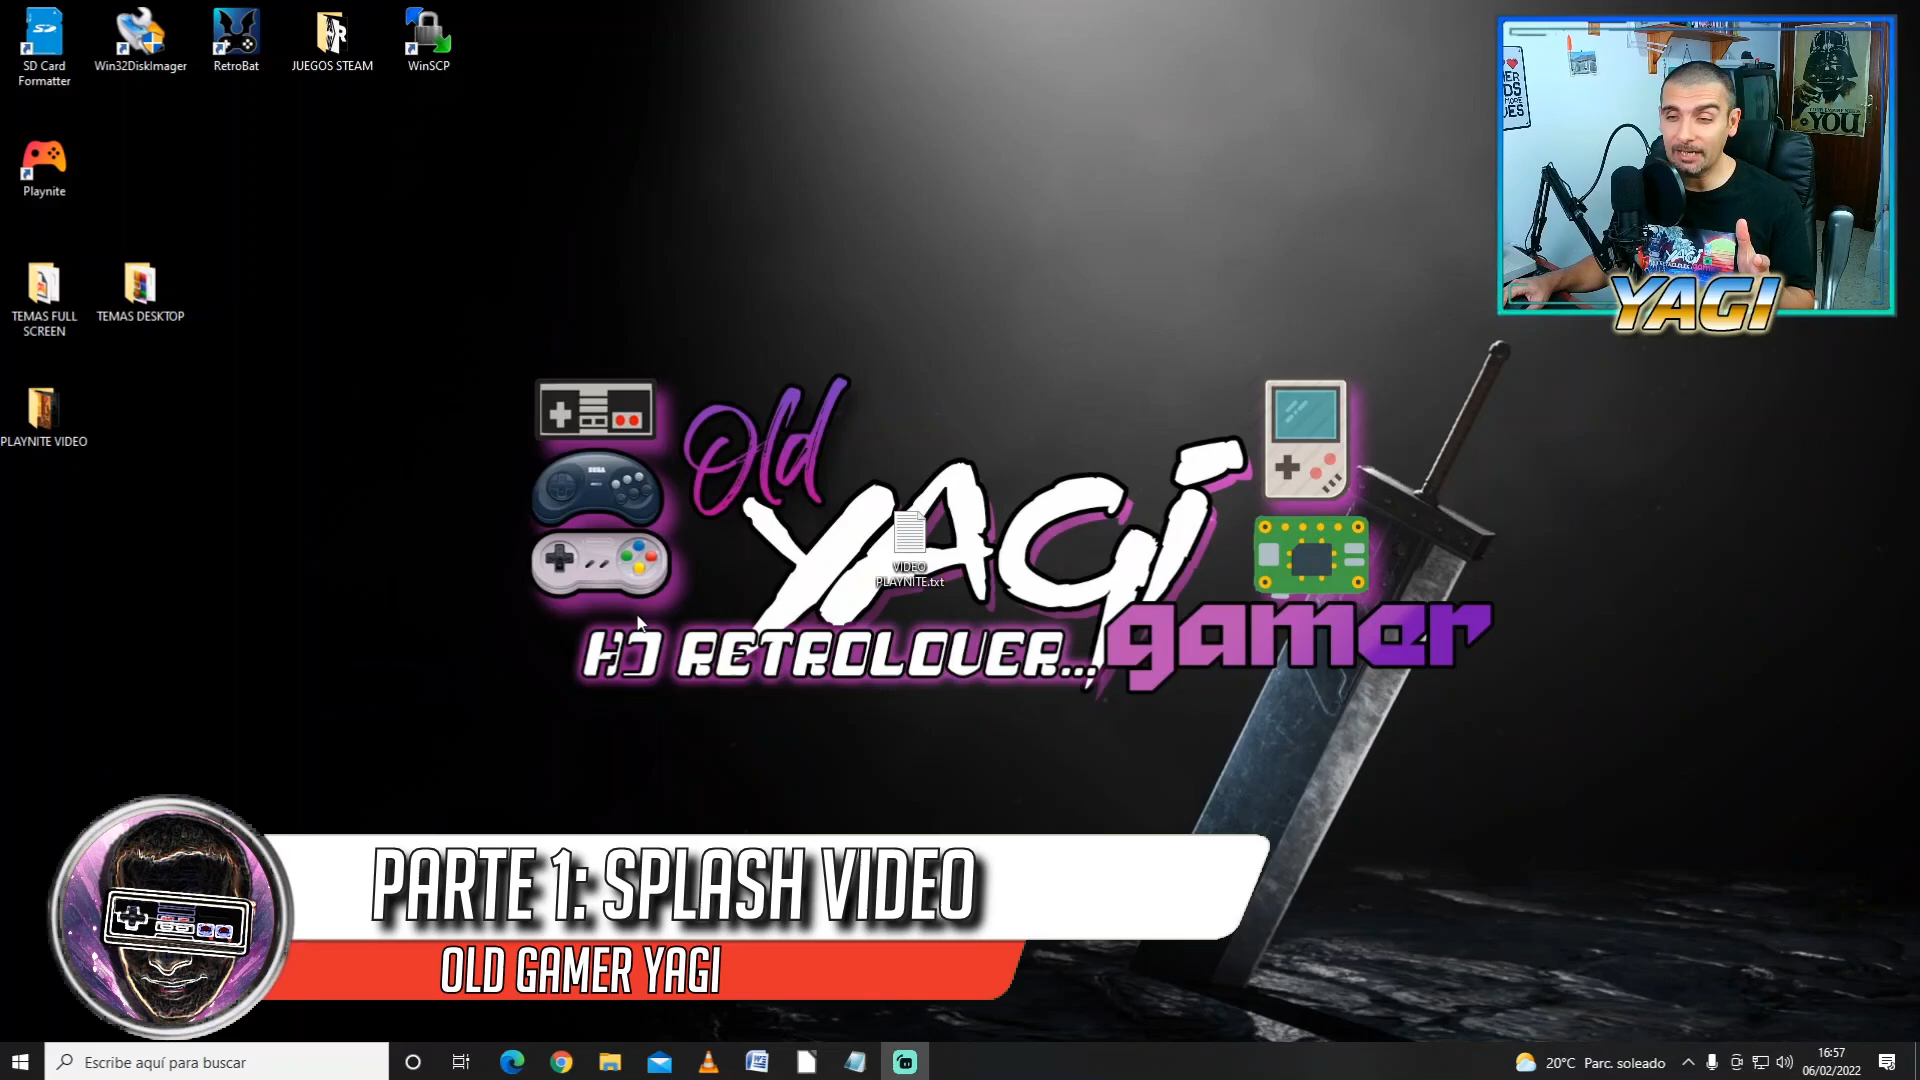 SD Card
Formatter
Win32DiskImager
RetroBat
JUEGOS STEAM
WinSCP
Playnite
TEMAS FULL
SCREEN
TEMAS DESKTOP
PLAYNITE VIDEO
YOU
YAGI
Old
YAGI
SEGA
VIDEO
PLAYNITE.txt
RETROLOVER...
gamer
PARTE 1: SPLASH VIDEO
OLD GAMER YAGI
Escribe aquí para buscar
20°C Parc. soleado
16:57
06/02/2022